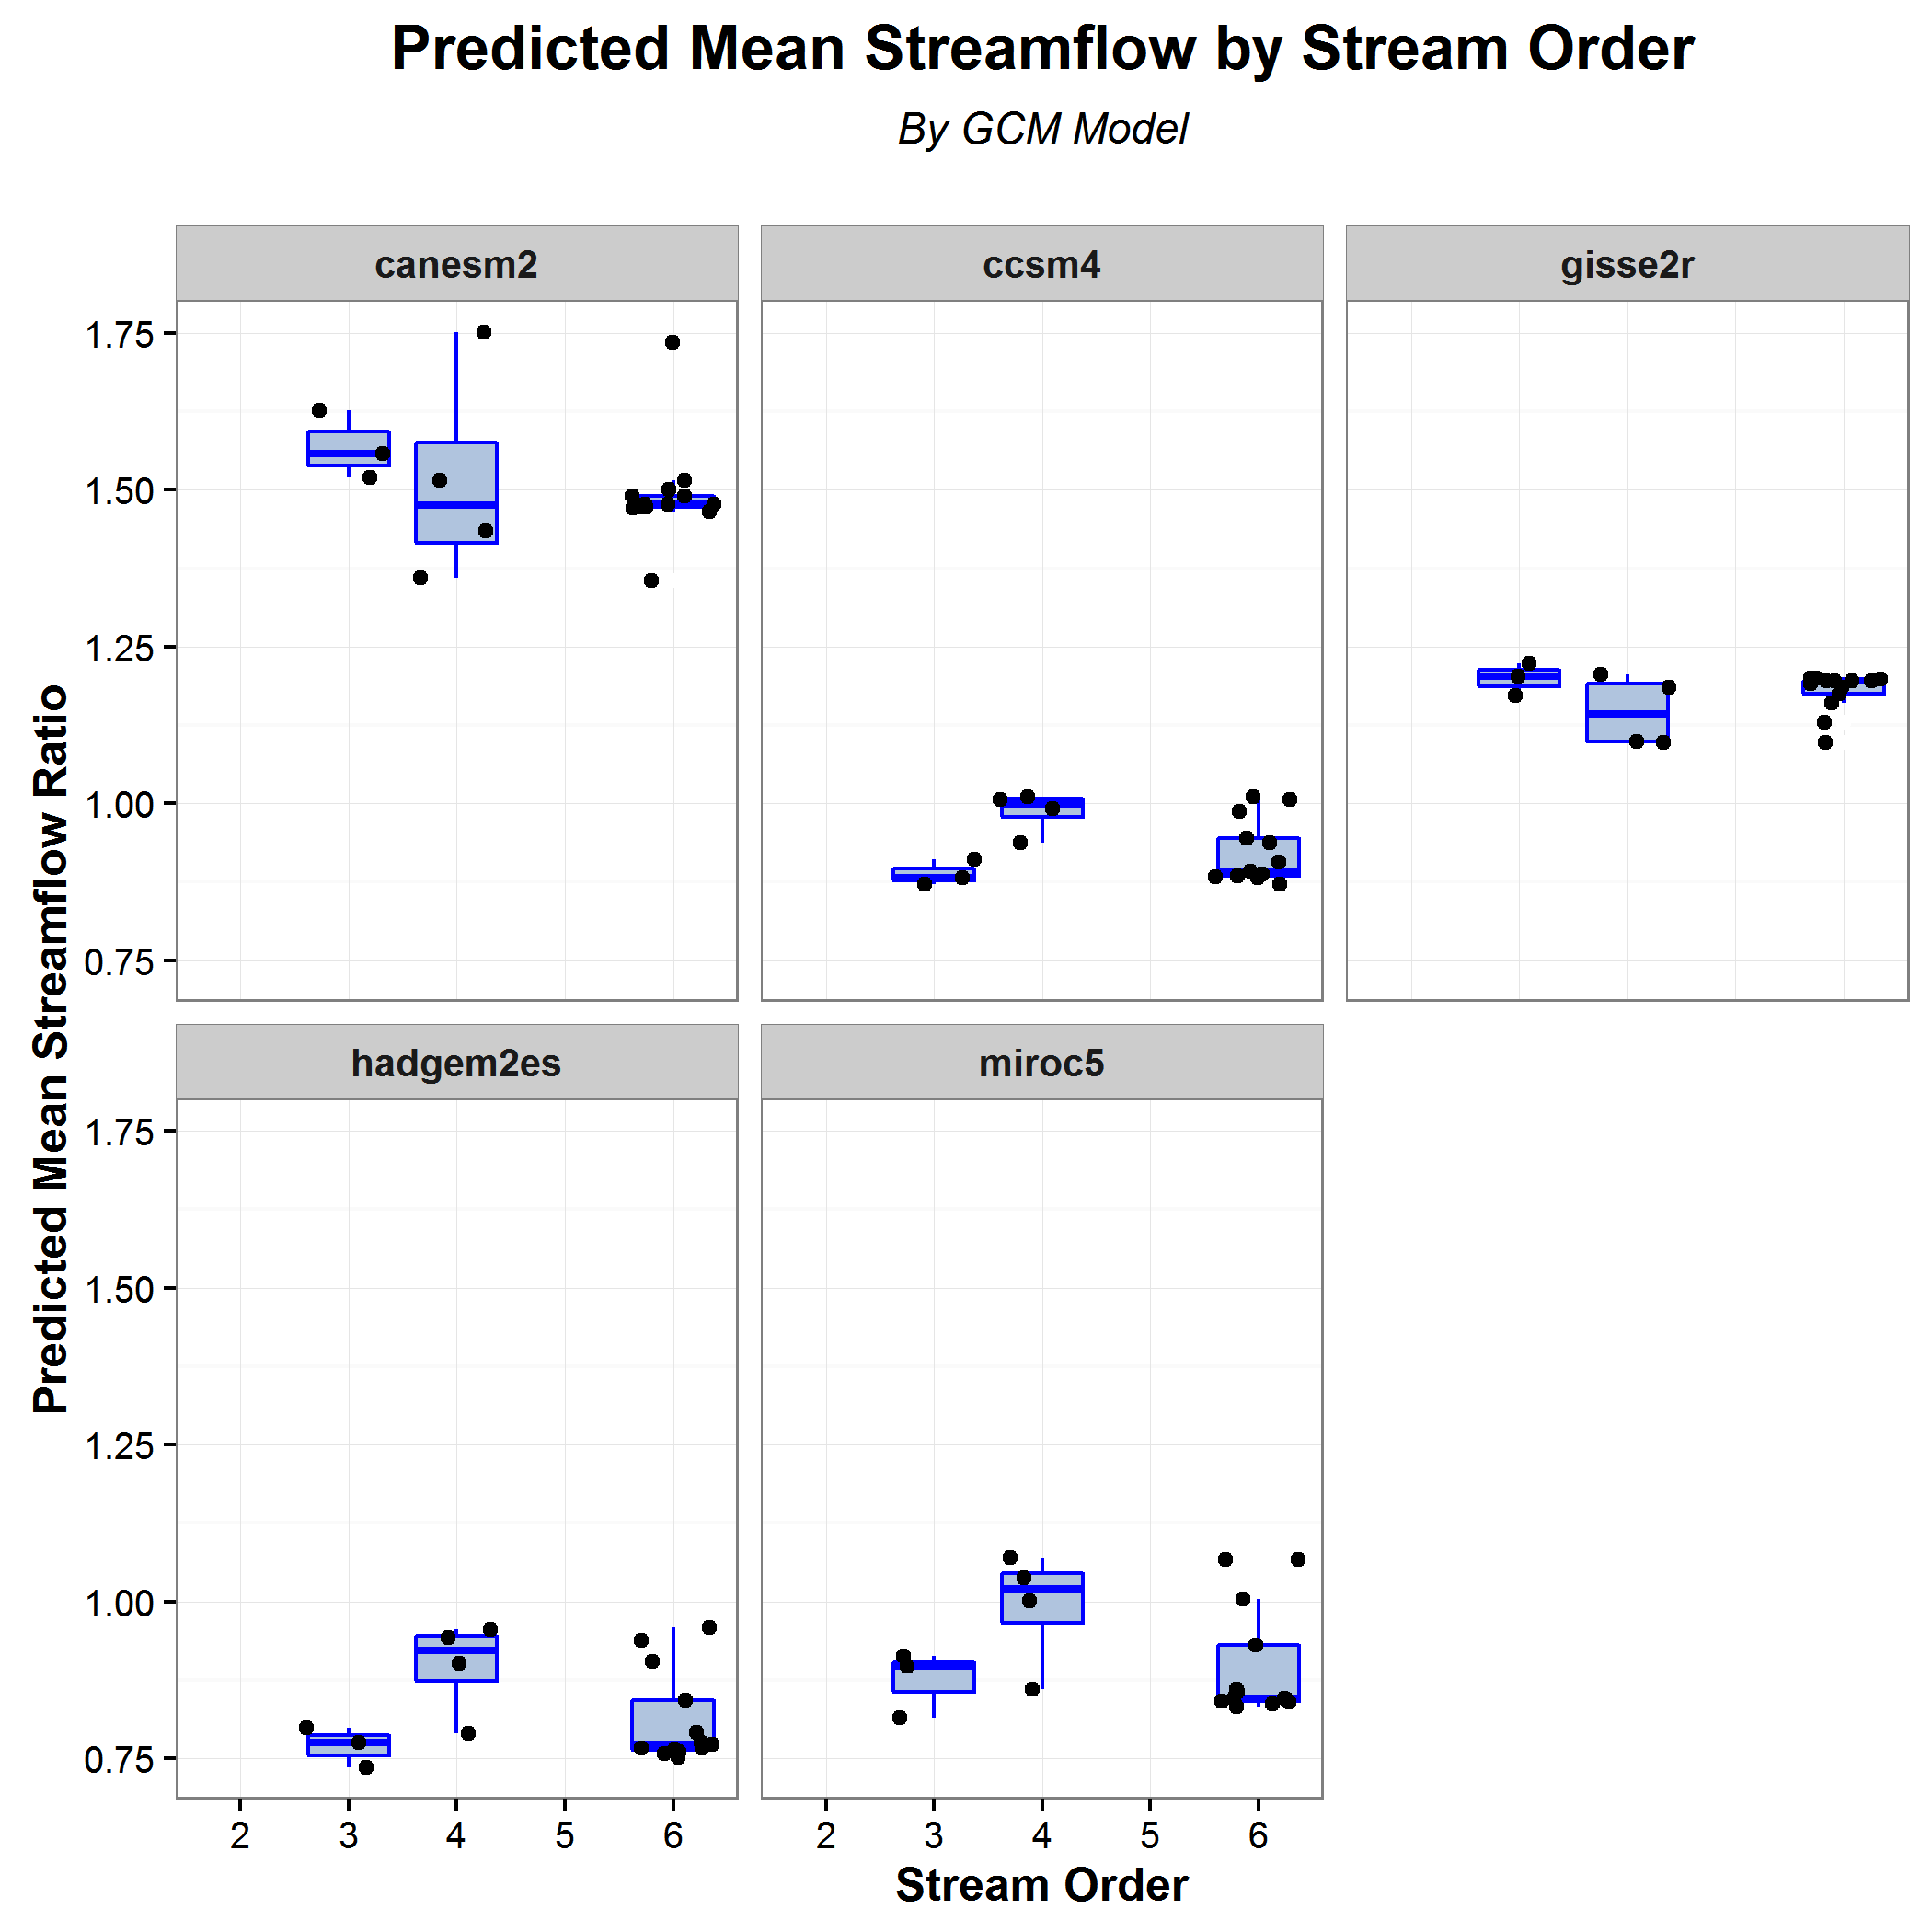 Predicted Mean Streamflow by Stream Order
By GCM Model
canesm2
ccsm4
gisse2r
1.75
1.50
1.25
1.00
0.75
Predicted Mean Streamflow Ratio
hadgem2es
miroc5
1.75
1.50
1.25
1.00
0.75
2 3 4 5 6
2 3 4 5 6
Stream Order